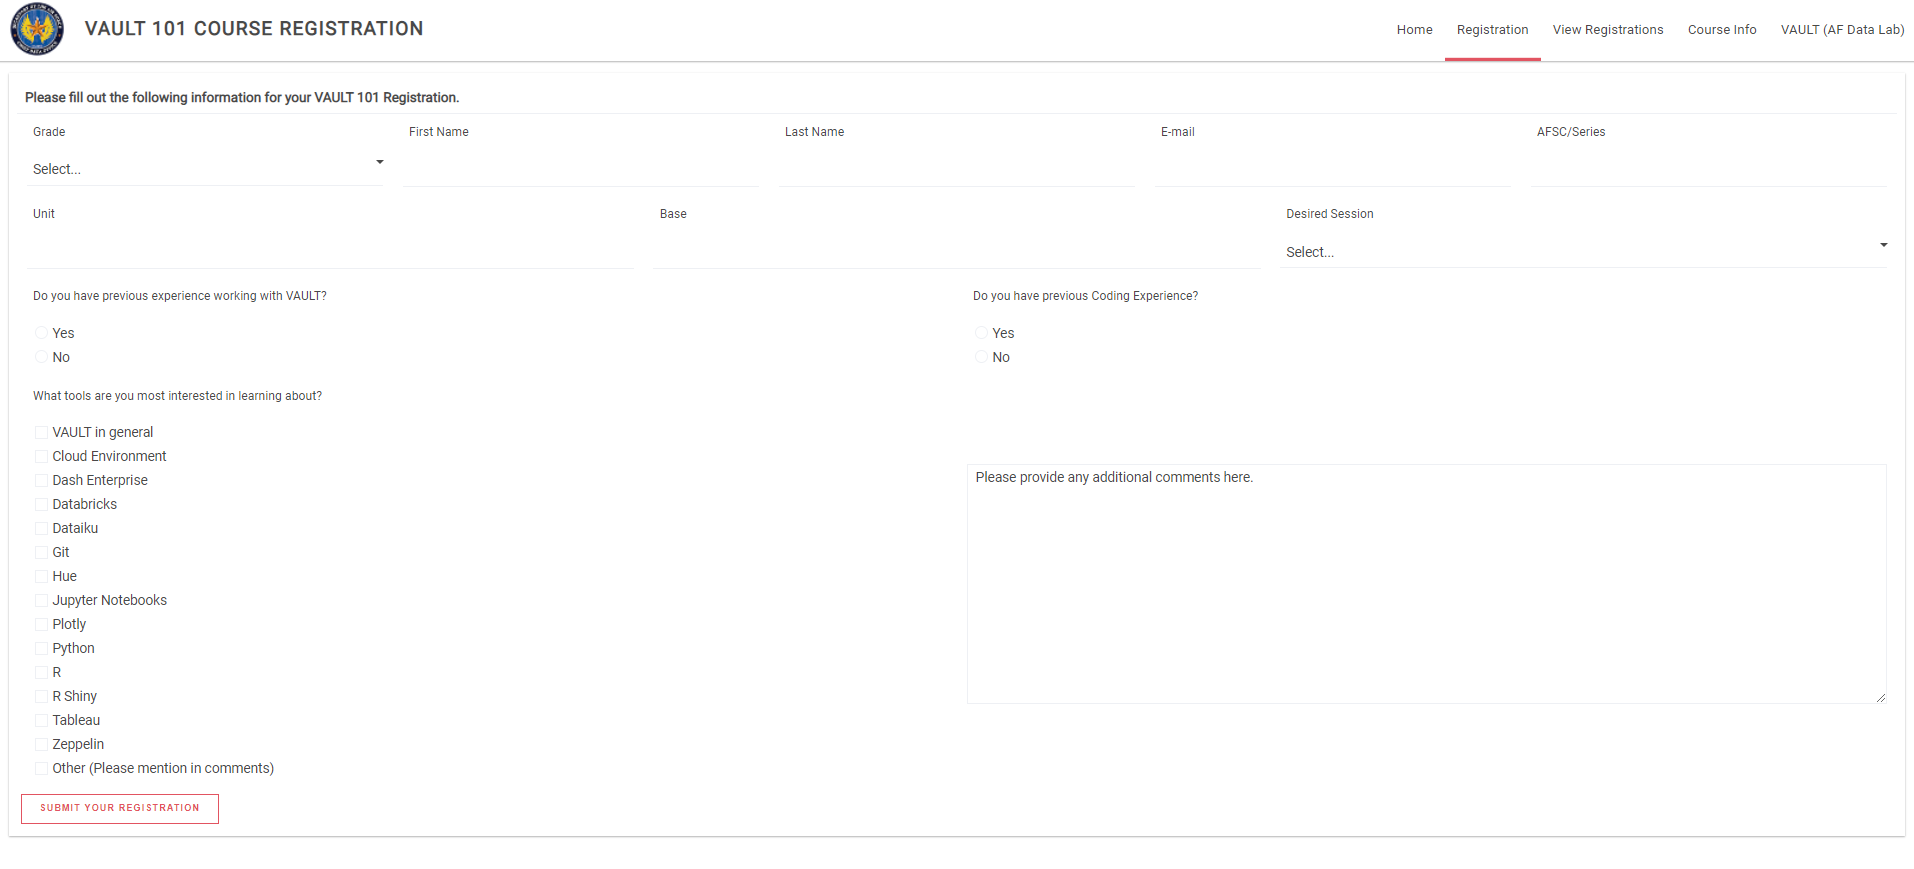 VAULT 101 COURSE REGISTRATION
Home Registration View Registrations Course Info VAULT (AF Data Lab)
Please fill out the following information for your VAULT 101 Registration.
Grade First Name Last Name E-mail AFSC/Series
Select...
Unit Base Desired Session
Select...
Do you have previous experience working with VAULT? Do you have previous Coding Experience?
Yes Yes
No No
What tools are you most interested in learning about?
VAULT in general
Cloud Environment
Dash Enterprise
Please provide any additional comments here.
Databricks
Dataiku
Git
Hue
Jupyter Notebooks
Plotly
Python
R
R Shiny
Tableau
Zeppelin
Other (Please mention in comments)
SUBMIT YOUR REGISTRATION